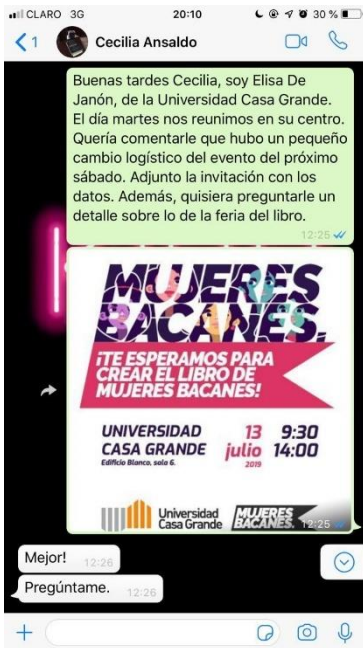 CLARO 3G 20:10 30 %
1 Cecilia Ansaldo
Buenas tardes Cecilia, soy Elisa De
Janón, de la Universidad Casa Grande.
El día martes nos reunimos en su centro.
Quería comentarle que hubo un pequeño
cambio logístico del evento del próximo
sábado. Adjunto la invitación con los
datos. Además, quisiera preguntarle un
detalle sobre lo de la feria del libro.
12:25
MUJERES
BACANES.
¡TE ESPERAMOS PARA
CREAR EL LIBRO DE
MUJERES BACANES!
UNIVERSIDAD 13 9:30
CASA GRANDE julio 14:00
Edificio Blanco, sala 6. 2019
Universidad
Casa Grande
MUJERES
BACANES.
12:25
Mejor! 12:26
Pregúntame. 12:26